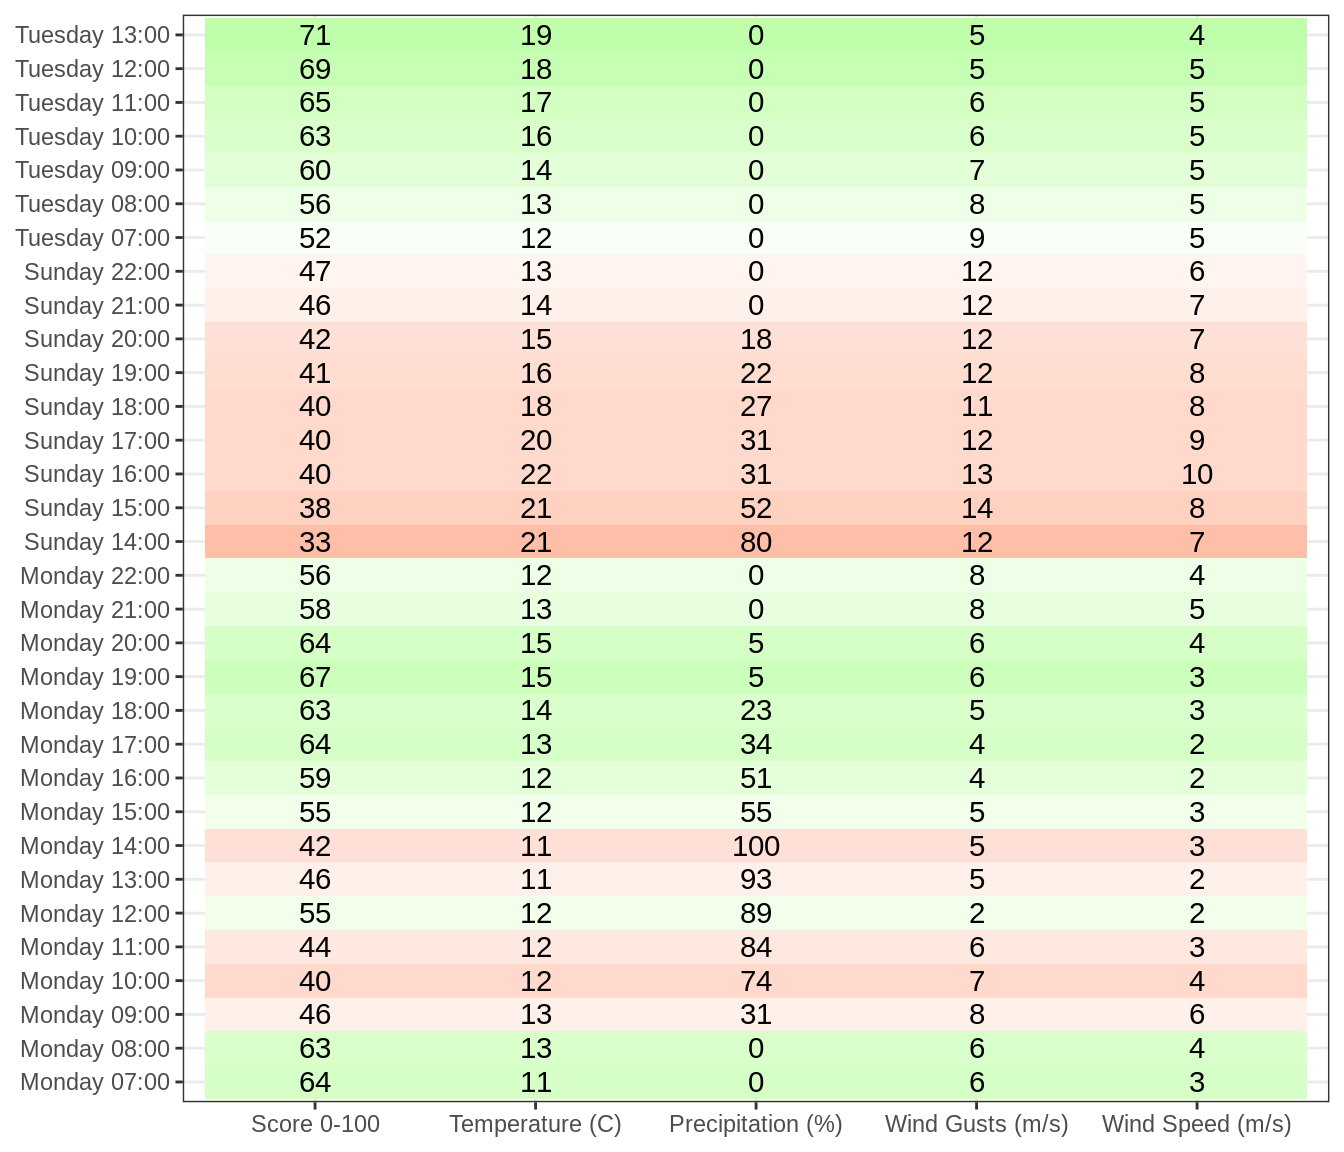 Tuesday 13:00 71 19 0 5 4
Tuesday 12:00 69 18 0 5 5
Tuesday 11:00 65 17 0 6 5
Tuesday 10:00 63 16 0 6 5
Tuesday 09:00 60 14 0 7 5
Tuesday 08:00 56 13 0 8 5
Tuesday 07:00 52 12 0 9 5
Sunday 22:00 47 13 0 12 6
Sunday 21:00 46 14 0 12 7
Sunday 20:00 42 15 18 12 7
Sunday 19:00 41 16 22 12 8
Sunday 18:00 40 18 27 11 8
Sunday 17:00 40 20 31 12 9
Sunday 16:00 40 22 31 13 10
Sunday 15:00 38 21 52 14 8
Sunday 14:00 33 21 80 12 7
Monday 22:00 56 12 0 8 4
Monday 21:00 58 13 0 8 5
Monday 20:00 64 15 5 6 4
Monday 19:00 67 15 5 6 3
Monday 18:00 63 14 23 5 3
Monday 17:00 64 13 34 4 2
Monday 16:00 59 12 51 4 2
Monday 15:00 55 12 55 5 3
Monday 14:00 42 11 100 5 3
Monday 13:00 46 11 93 5 2
Monday 12:00 55 12 89 2 2
Monday 11:00 44 12 84 6 3
Monday 10:00 40 12 74 7 4
Monday 09:00 46 13 31 8 6
Monday 08:00 63 13 0 6 4
Monday 07:00 64 11 0 6 3
Score 0-100 Temperature (C) Precipitation (%) Wind Gusts (m/s) Wind Speed (m/s)